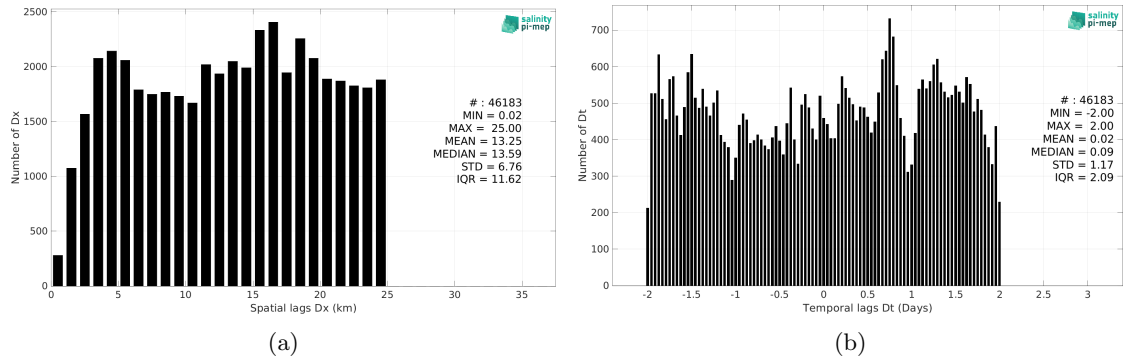 2500
2000
1500
1000
500
0
Number of Dx
0 5 10 15 20 25 30 35
Spatial lags Dx (km)
salinity
pi-mep
# : 46183
MIN = 0.02
MAX = 25.00
MEAN = 13.25
MEDIAN = 13.59
STD = 6.76
IQR = 11.62
(a)
700
600
500
400
300
200
100
0
Number of Dt
-2 -1.5 -1 -0.5 0 0.5 1 1.5 2 2.5 3
Temporal lags Dt (Days)
salinity
pi-mep
# : 46183
MIN = -2.00
MAX = 2.00
MEAN = 0.02
MEDIAN = 0.09
STD = 1.17
IQR = 2.09
(b)